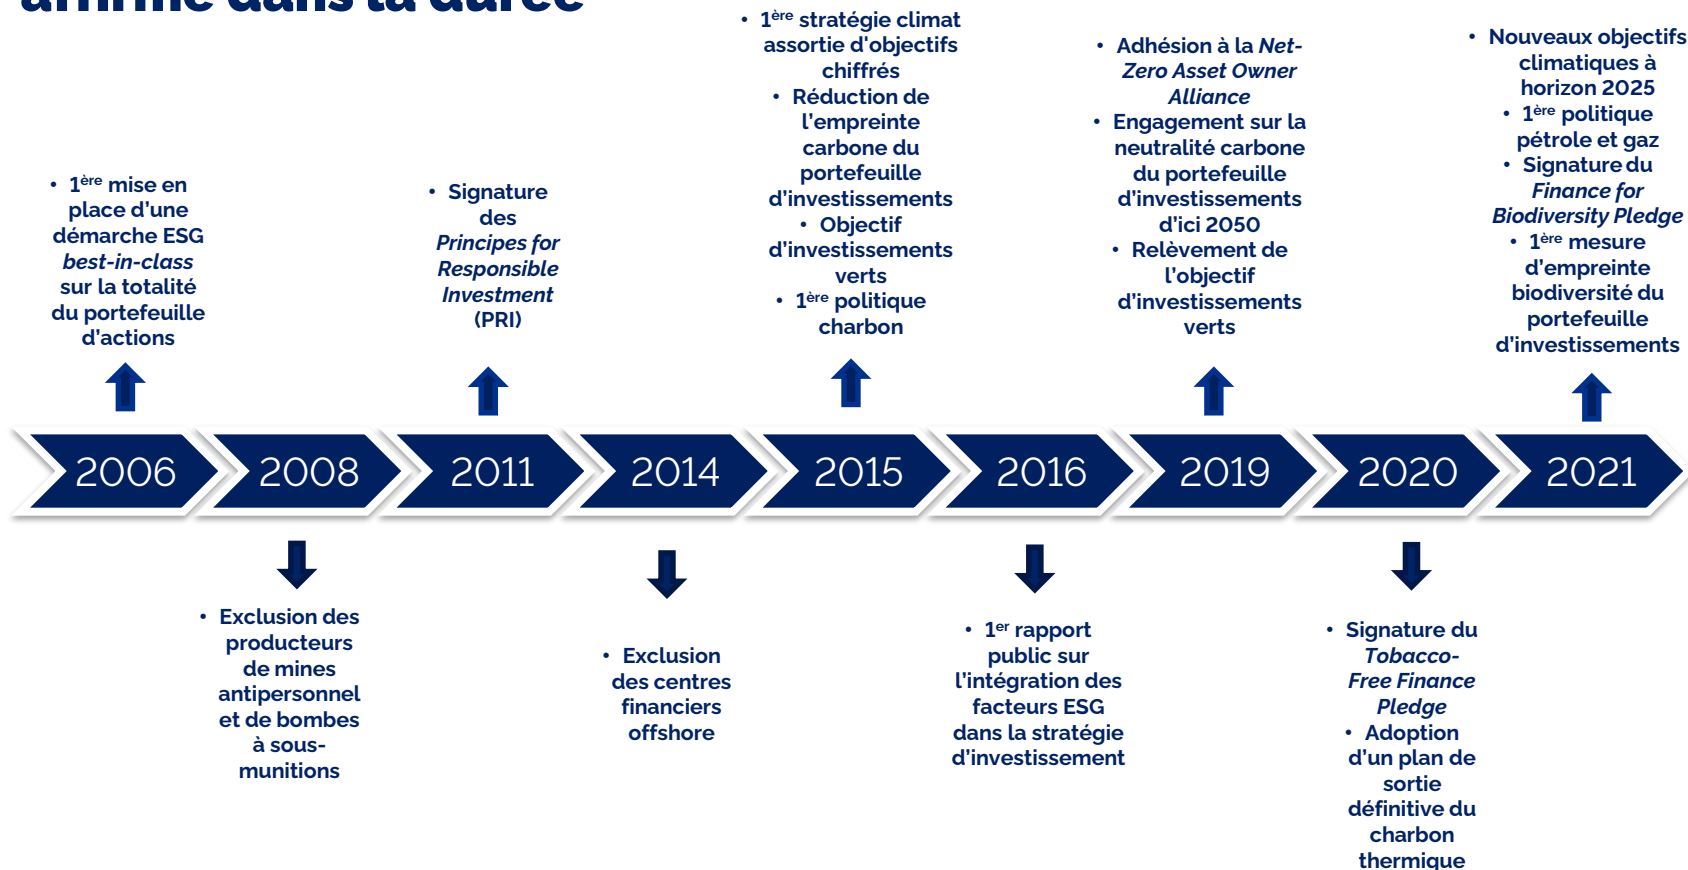 affirmé dans la durée
• 1ère mise en
place d’une
démarche ESG
best-in-class
sur la totalité
du portefeuille
d’actions
• Signature
des
Principes for
Responsible
Investment
(PRI)
• 1ère stratégie climat
assortie d'objectifs
chiffrés
• Réduction de
l’empreinte
carbone du
portefeuille
d’investissements
• Objectif
d’investissements
verts
• 1ère politique
charbon
• Adhésion à la Net-
Zero Asset Owner
Alliance
• Engagement sur la
neutralité carbone
du portefeuille
d’investissements
d’ici 2050
• Relèvement de
l’objectif
d’investissements
verts
• Nouveaux objectifs
climatiques à
horizon 2025
• 1ère politique
pétrole et gaz
• Signature du
Finance for
Biodiversity Pledge
• 1ère mesure
d’empreinte
biodiversité du
portefeuille
d’investissements
2006
2008
2011
2014
2015
2016
2019
2020
2021
• Exclusion des
producteurs
de mines
antipersonnel
et de bombes
à sous-
munitions
• Exclusion
des centres
financiers
offshore
• 1er rapport
public sur
l’intégration des
facteurs ESG
dans la stratégie
d’investissement
• Signature du
Tobacco-
Free Finance
Pledge
• Adoption
d’un plan de
sortie
définitive du
charbon
thermique